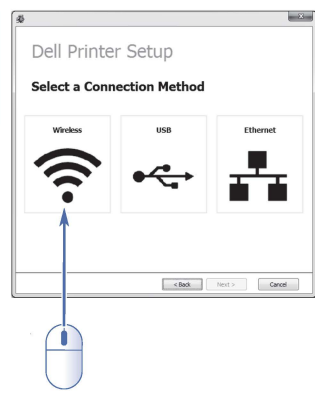 Dell Printer Setup
Select a Connection Method
Wireless USB Ethernet
< Back Next > Cancel